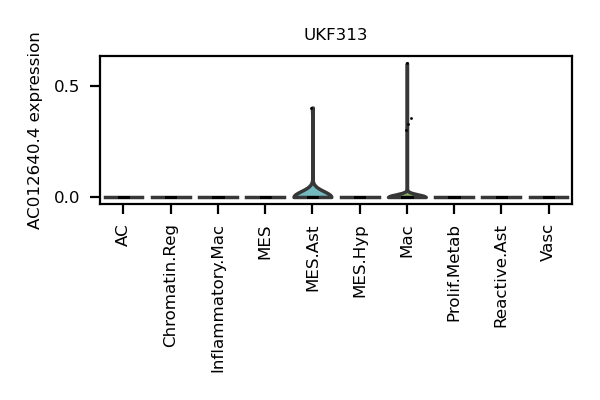 UKF313
AC012640.4 expression
0.5
0.0
AC
Chromatin.Reg
Inflammatory.Mac
MES
MES.Ast
MES.Hyp
Mac
Prolif.Metab
Reactive.Ast
Vasc